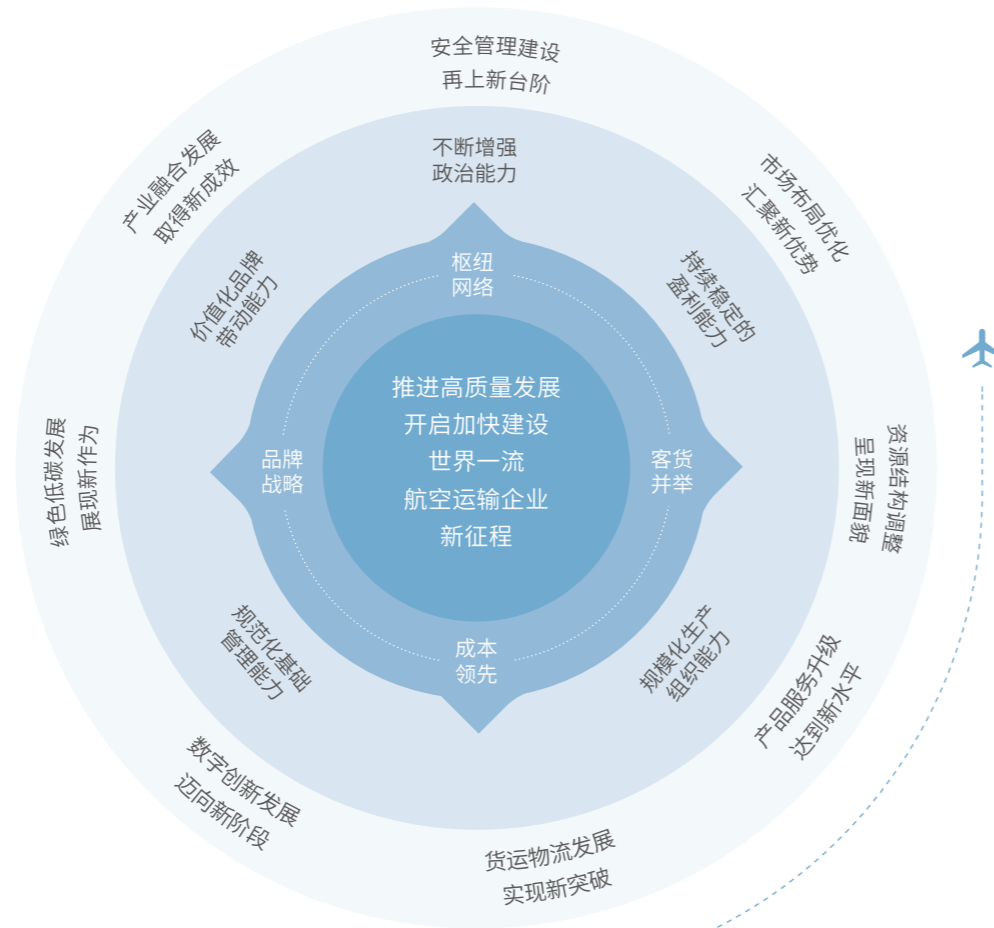 安全管理建设
再上新台阶
市场布局优化
汇聚新优势
资源结构调整
呈现新面貌
产品服务升级
达到新水平
货运物流发展
实现新突破
数字创新发展
迈向新阶段
绿色低碳发展
展现新作为
产业融合发展
取得新成效
不断增强
政治能力
持续稳定的
盈利能力
规模化生产
组织能力
规范化基础
管理能力
价值化品牌
带动能力
枢纽
网络
客货
并举
成本
领先
品牌
战略
推进高质量发展
开启加快建设
世界一流
航空运输企业
新征程